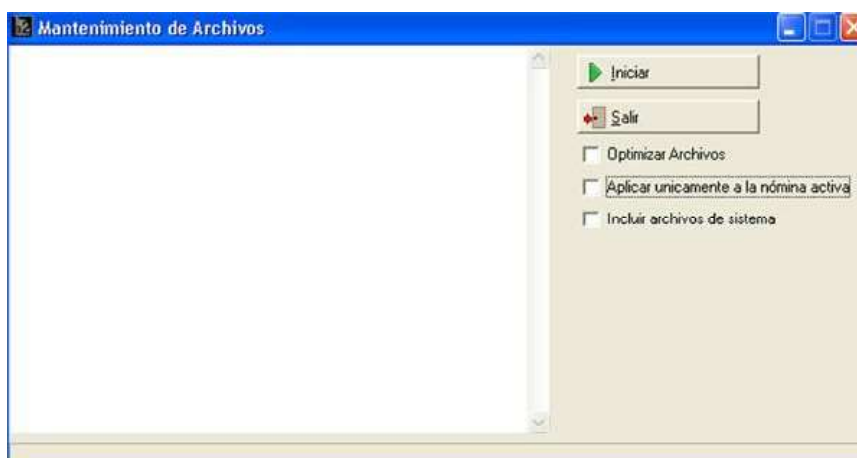 Mantenimiento de Archivos
Iniciar
Salir
Optimizar Archivos
Aplicar unicamente a la nómina activa
Incluir archivos de sistema